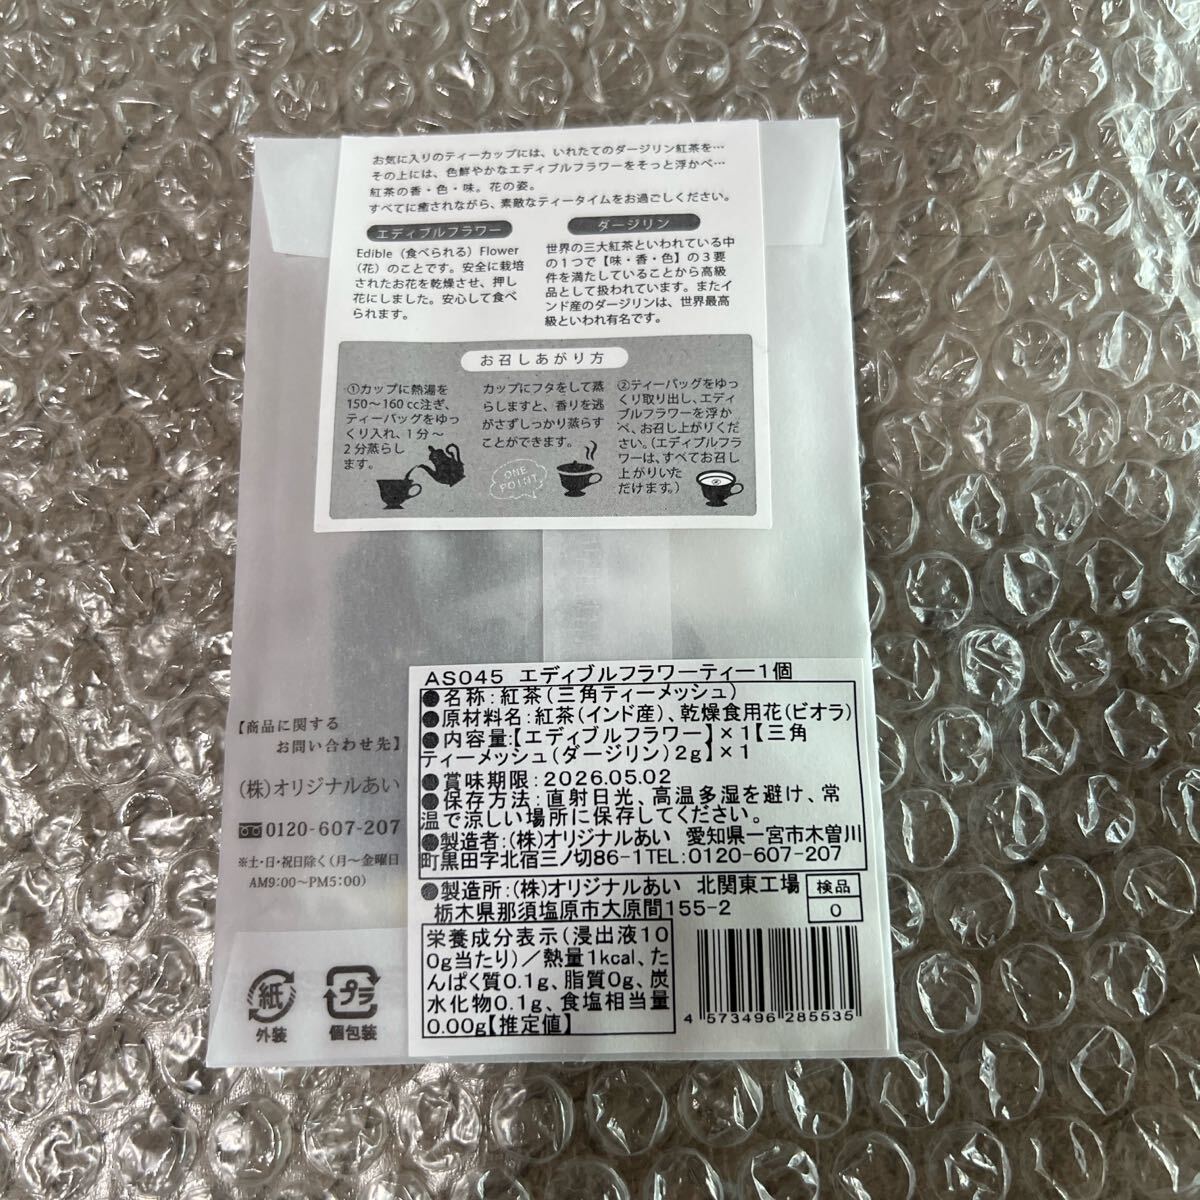 お気に入りのティーカップには、いれたてのダージリン紅茶を…
その上には、色鮮やかなエディブルフラワーをそっと浮かべ…
紅茶の香・色・味。花の姿。
すべてに癒されながら、素敵なティータイムをお過ごしください。
エディブルフラワー
Edible（食べられる）Flower
（花）のことです。安全に栽培
されたお花を乾燥させ、押し
花にしました。安心して食べ
られます。
ダージリン
世界の三大紅茶といわれている中
の１つで【味・香・色】の３要
件を満たしていることから高級
品として扱われています。またイ
ンド産のダージリンは、世界最高
級といわれ有名です。
お召しあがり方
①カップに熱湯を
150～160cc注ぎ、
ティーバッグをゆっ
くり入れ、1分～
2分蒸らし
ます。
カップにフタをして蒸
らしますと、香りを逃
がさずしっかり蒸らす
ことができます。
ONE
POINT
②ティーバッグをゆっ
くり取り出し、エディ
ブルフラワーを浮か
べ、お召し上がりくだ
さい。（エディブルフラ
ワーは、すべてお召し
上がりいた
だけます。）
【商品に関する
お問い合わせ先】
（株）オリジナルあい
0120-607-207
※土・日・祝日除く（月～金曜日
AM9:00～PM5:00）
紙
外装
プラ
個包装
AS045 エディブルフラワーティー1個
●名称:紅茶(三角ティーメッシュ)
●原材料名:紅茶(インド産)、乾燥食用花(ビオラ)
●内容量:【エディブルフラワー】×1【三角
ティーメッシュ(ダージリン)2g】×1
●賞味期限:2026.05.02
●保存方法:直射日光、高温多湿を避け、常
温で涼しい場所に保存してください。
●製造者:(株)オリジナルあい 愛知県一宮市木曽川
町黒田字北宿三ノ切86-1TEL:0120-607-207
●製造所:(株)オリジナルあい 北関東工場
栃木県那須塩原市大原間155-2
検品
0
栄養成分表示(浸出液10
0g当たり)／熱量1kcal、た
んぱく質0.1g、脂質0g、炭
水化物0.1g、食塩相当量
0.00g【推定値】
4 573496 285535